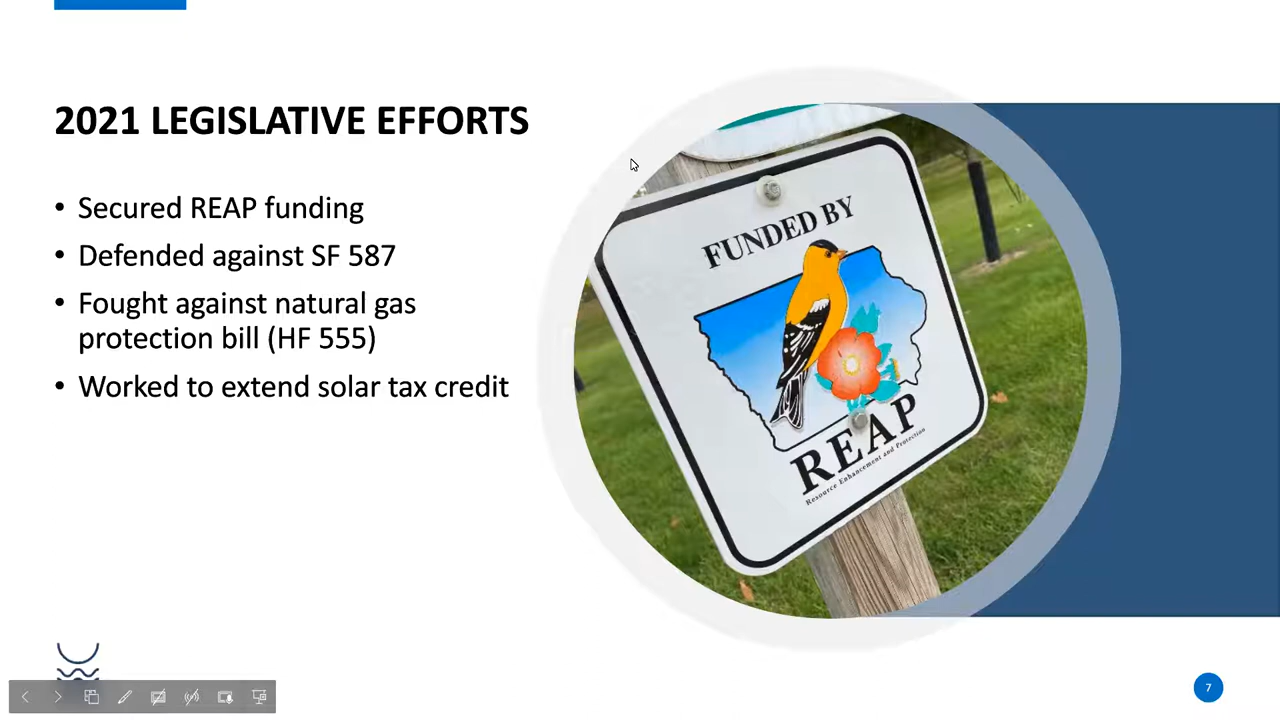 2021 LEGISLATIVE EFFORTS
• Secured REAP funding
• Defended against SF 587
• Fought against natural gas
protection bill (HF 555)
• Worked to extend solar tax credit
FUNDED BY
REAP
Resource Enhancement and Protection
7